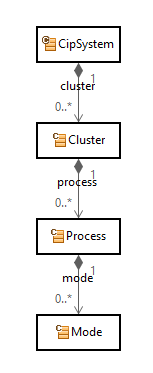 CipSystem
1
cluster
0..*
Cluster
1
process
0..*
Process
1
mode
0..*
Mode